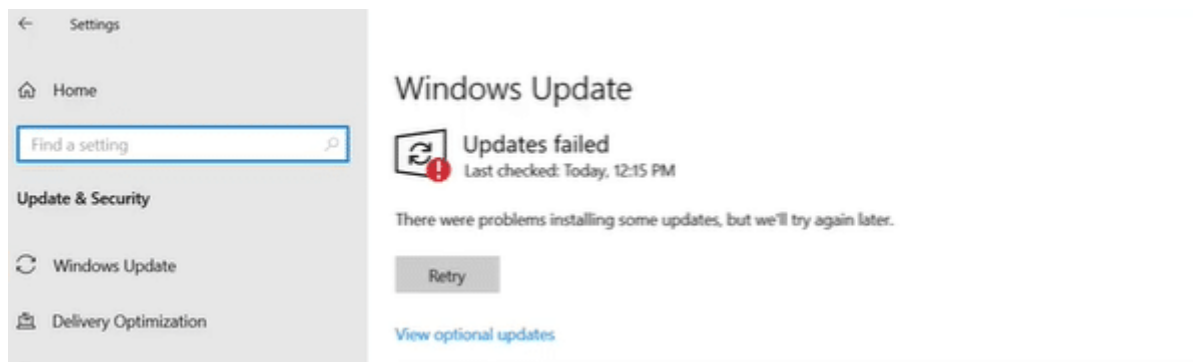 Settings
Home
Find a setting
Update & Security
Windows Update
Delivery Optimization
Windows Update
Updates failed
Last checked: Today, 12:15 PM
There were problems installing some updates, but we'll try again later.
Retry
View optional updates